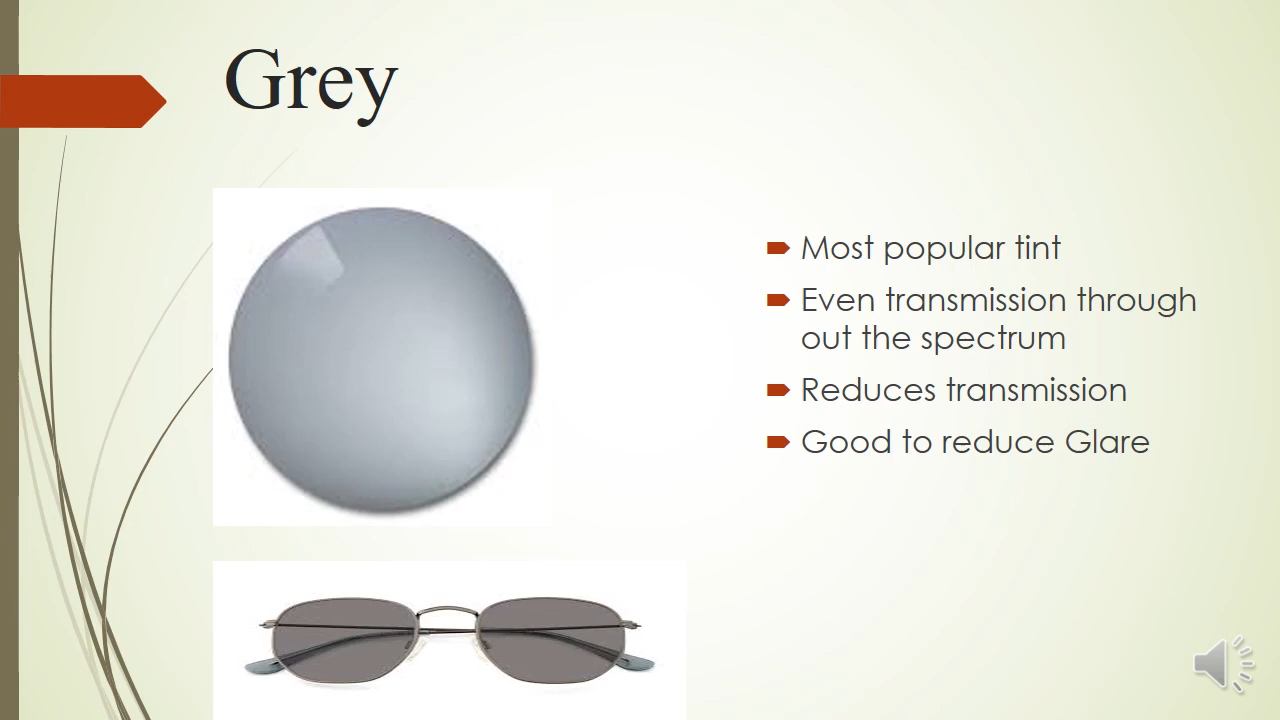 Grey
Most popular tint
Even transmission through
out the spectrum
Reduces transmission
Good to reduce Glare